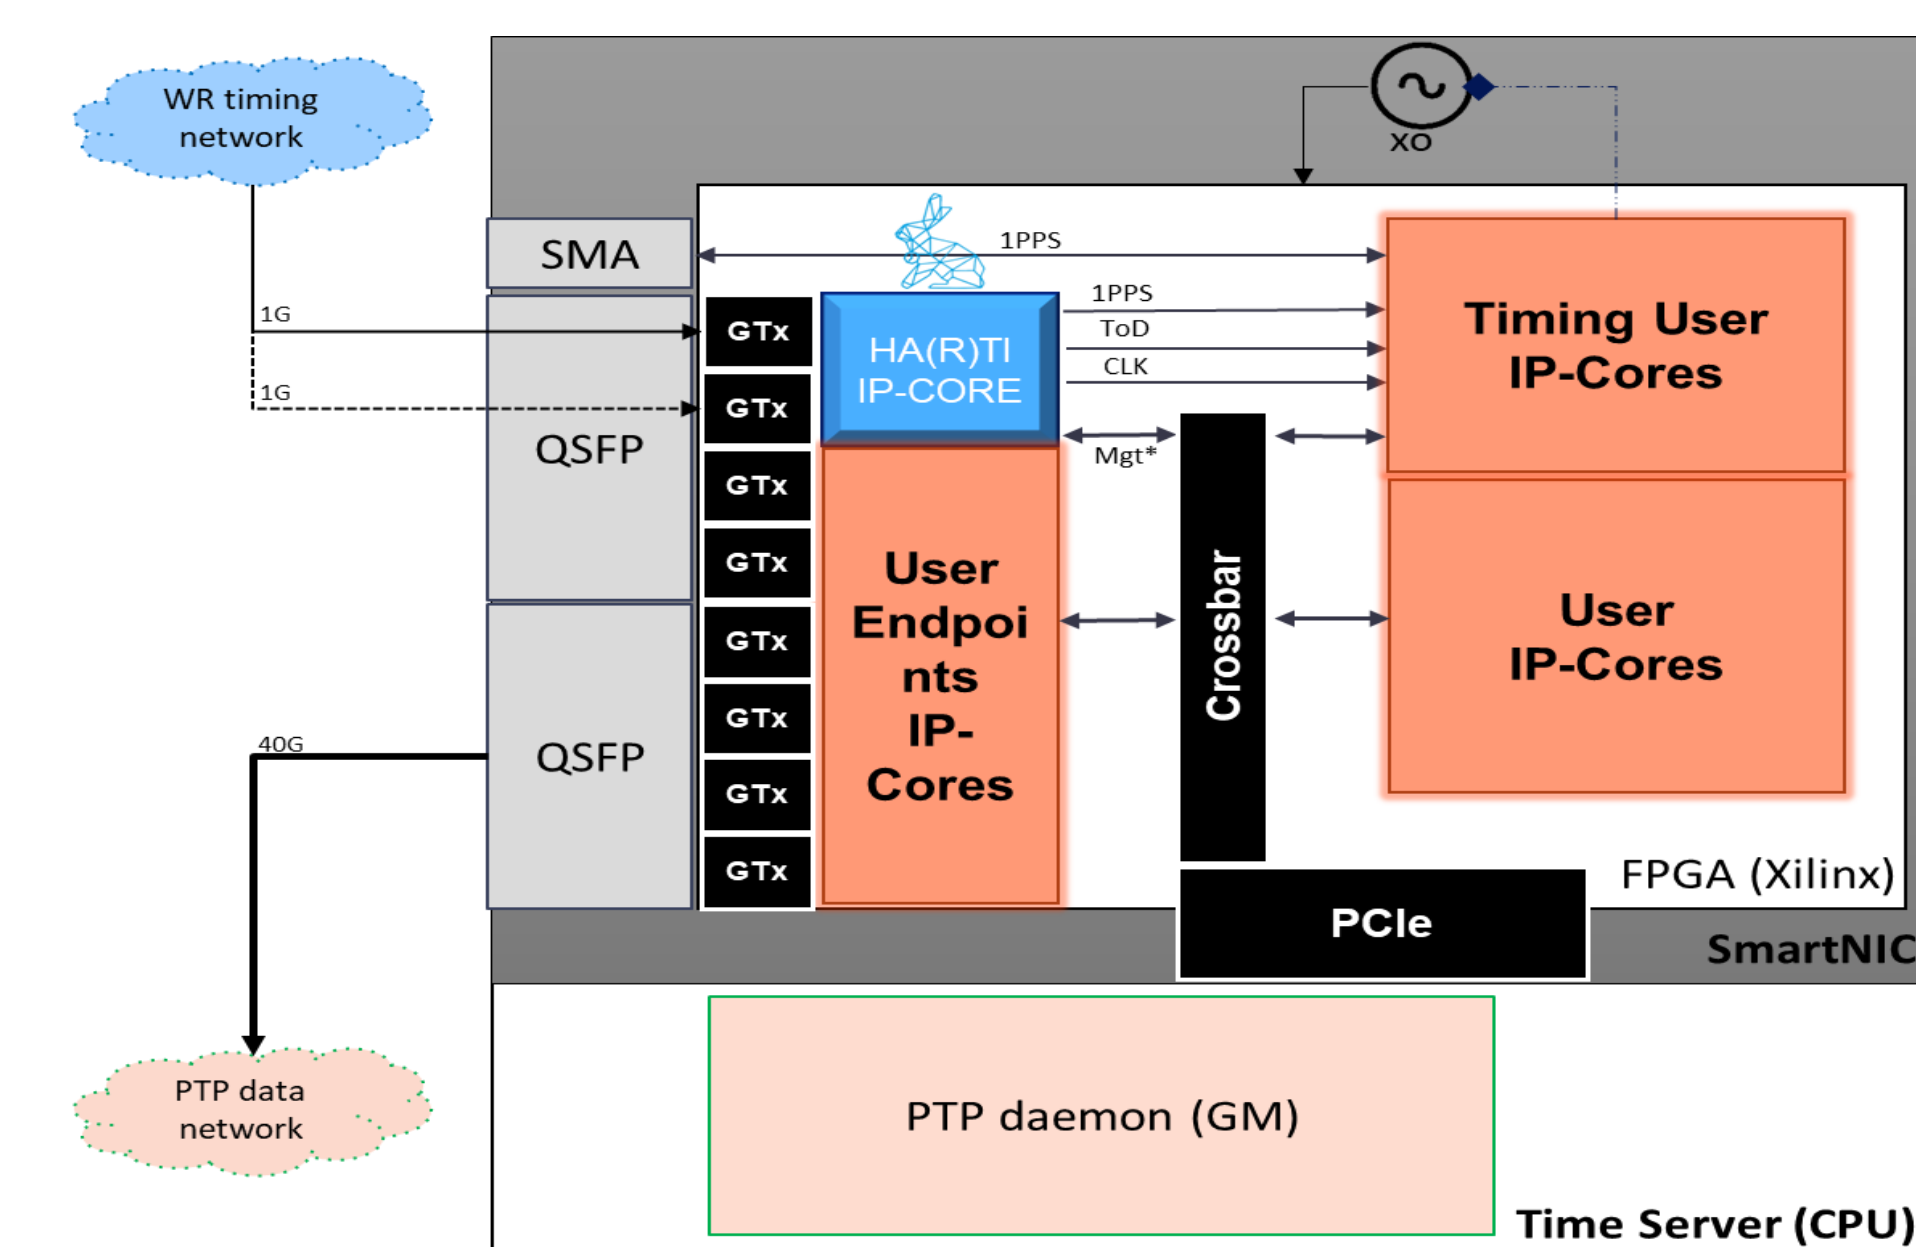 WR timing
network
XO
SMA
1PPS
1G
1G
QSFP
QSFP
40G
GTx
GTx
GTx
GTx
GTx
GTx
GTx
GTx
HA(R)TI
IP-CORE
1PPS
ToD
CLK
Mgt*
User
Endpoi
nts
IP-
Cores
Crossbar
Timing User
IP-Cores
User
IP-Cores
FPGA (Xilinx)
PCIe
SmartNIC
PTP data
network
PTP daemon (GM)
Time Server (CPU)